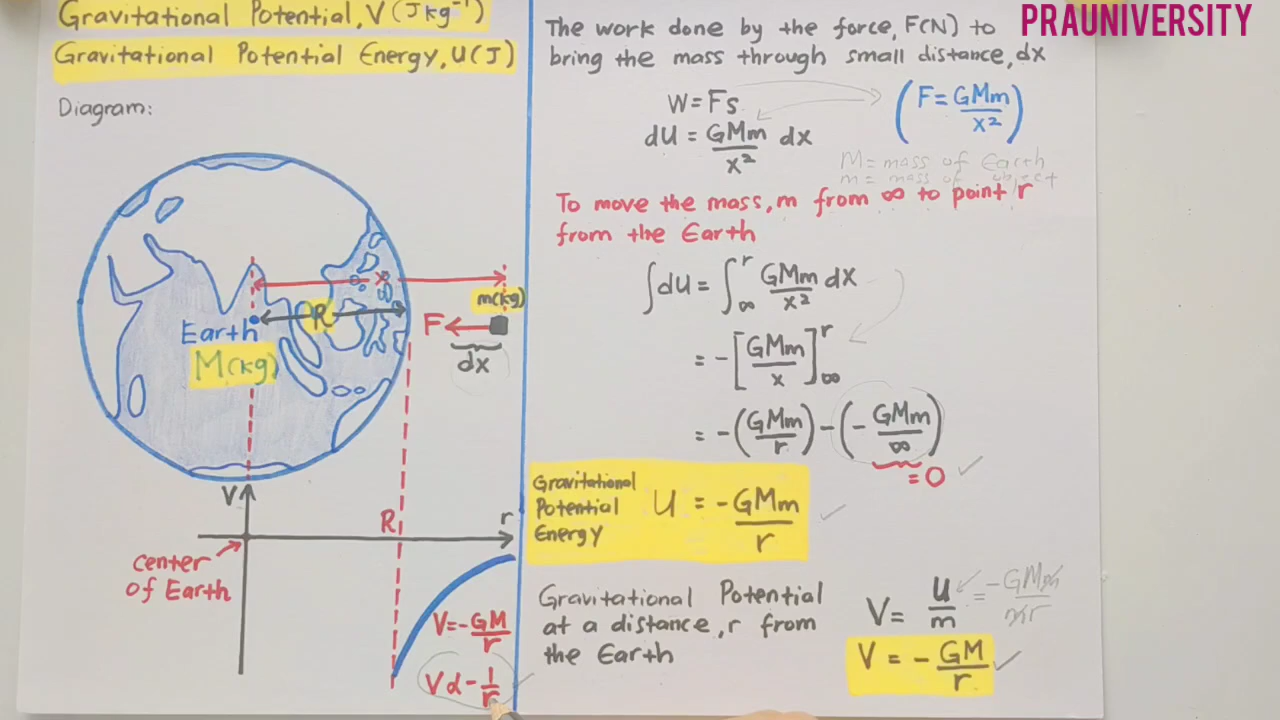 Gravitational Potential, V (J kg⁻¹)
Gravitational Potential Energy, U (J)
Diagram:
x
m(kg)
R
F
Earth
M(kg)
dx
V
R
r
center
of Earth
V = -GM/r
V α - 1/r
PRAUNIVERSITY
The work done by the force, F(N) to
bring the mass through small distance, dx
W = Fs
(F = GMm/x²)
dU = GMm/x² dx
M = mass of Earth
m = mass of object
To move the mass, m from ∞ to point r
from the Earth
∫dU = ∫_∞^r GMm/x² dx
= -[GMm/x]_∞^r
= -(GMm/r) - (-GMm/∞)
= 0
Gravitational
Potential
Energy
U = -GMm/r
Gravitational Potential
at a distance, r from
the Earth
V = U/m = -GMm/mr
V = -GM/r